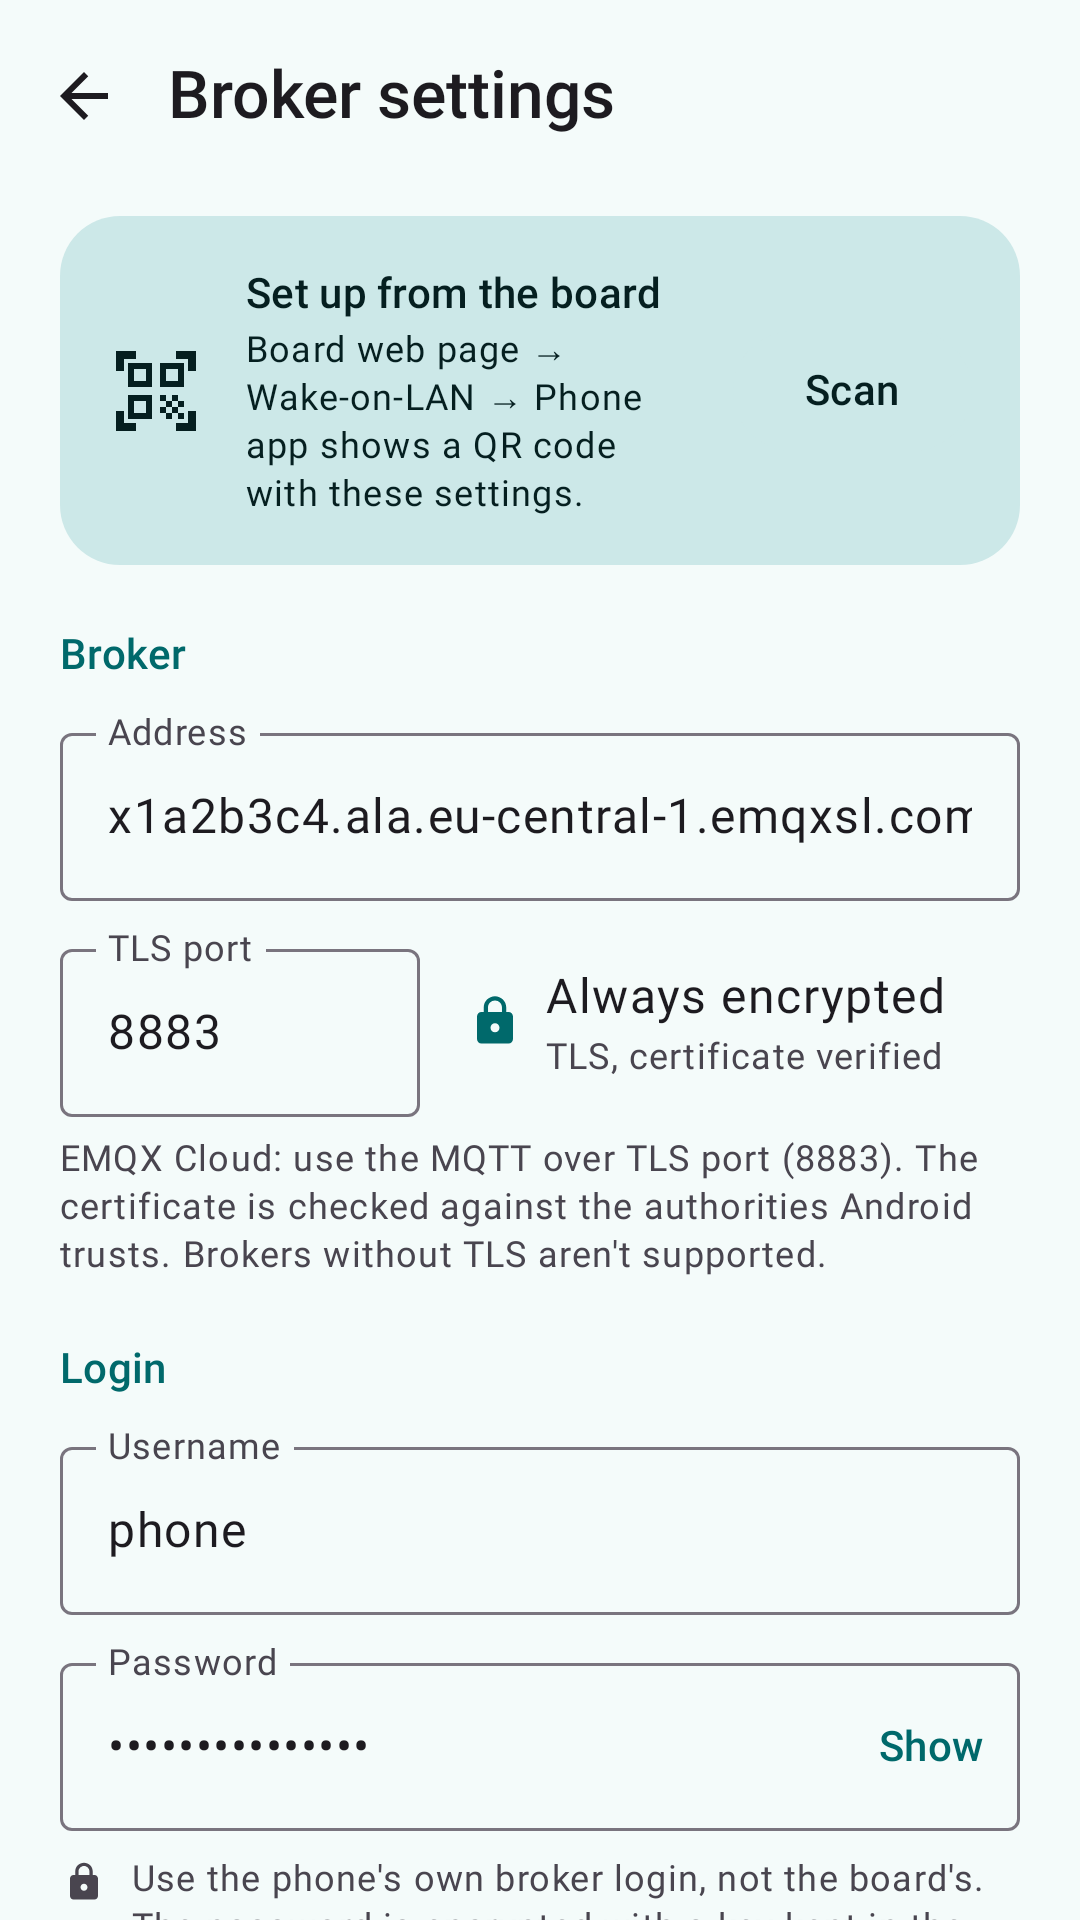 Broker settings
Set up from the board
Board web page →
Wake-on-LAN → Phone
app shows a QR code
with these settings.
Scan
Broker
Address
x1a2b3c4.ala.eu-central-1.emqxsl.com
TLS port
8883
Always encrypted
TLS, certificate verified
EMQX Cloud: use the MQTT over TLS port (8883). The
certificate is checked against the authorities Android
trusts. Brokers without TLS aren't supported.
Login
Username
phone
Password
•••••••••••••••
Show
Use the phone's own broker login, not the board's.